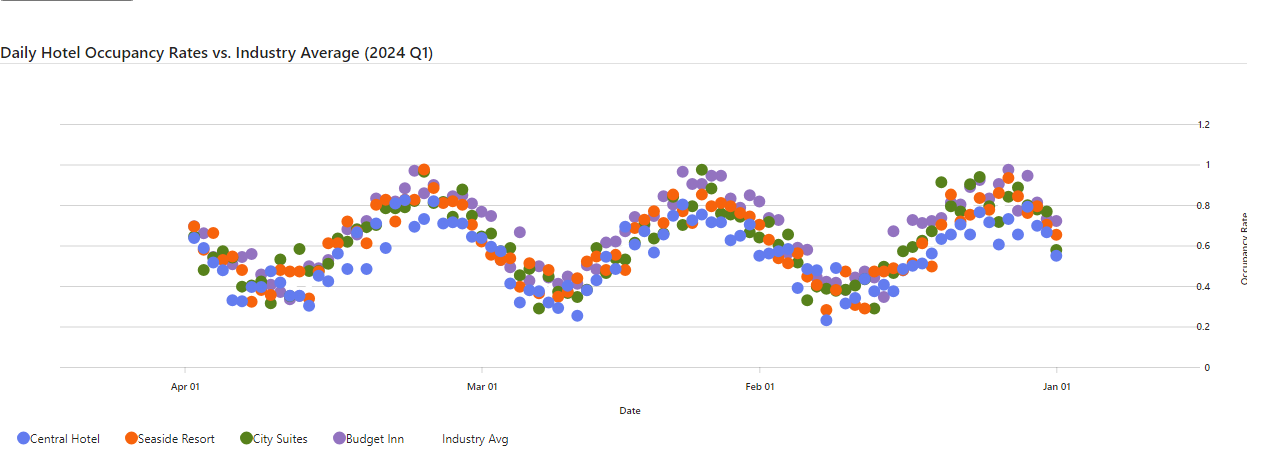 Daily Hotel Occupancy Rates vs. Industry Average (2024 Q1)
1.2
1
0.8
0.6
0.4
0.2
0
Occupancy Rate
Apr 01 Mar 01 Feb 01 Jan 01
Date
Central Hotel Seaside Resort City Suites Budget Inn Industry Avg